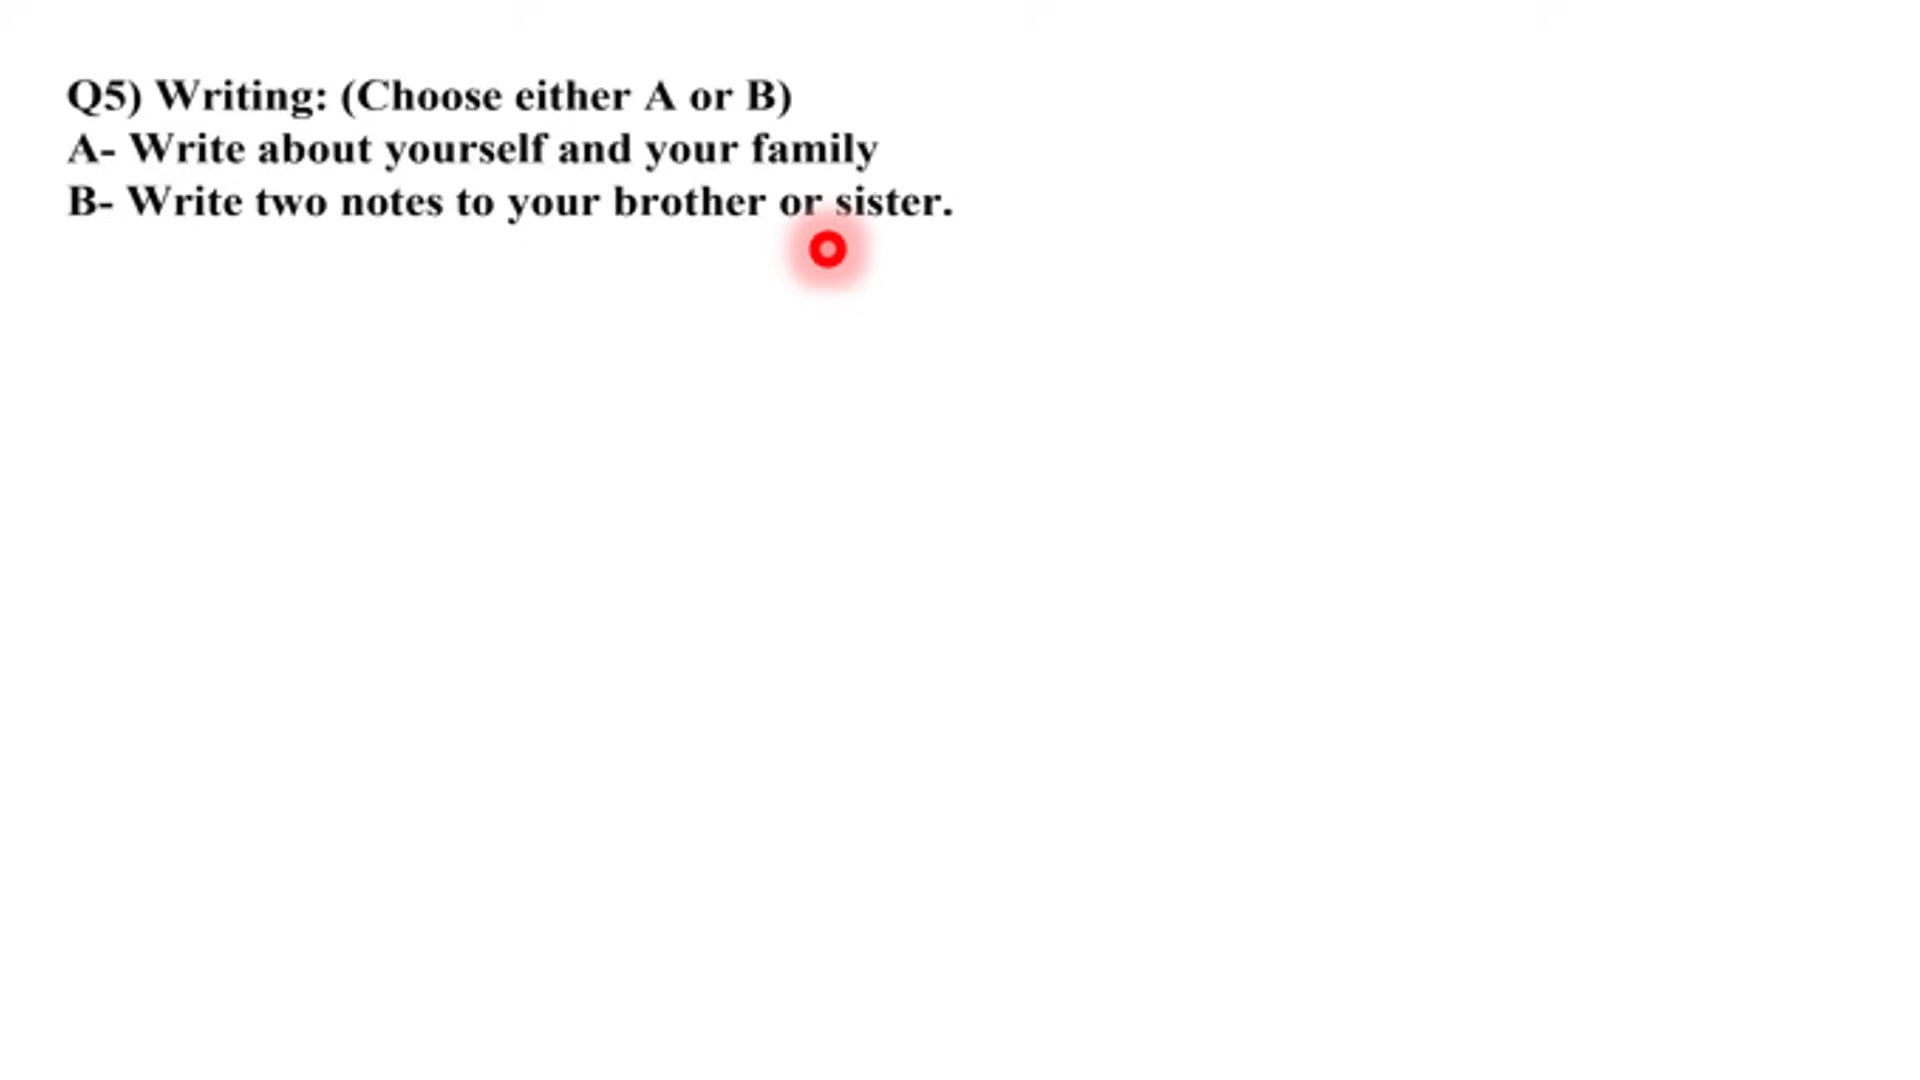 Q5) Writing: (Choose either A or B)
A- Write about yourself and your family
B- Write two notes to your brother or sister.